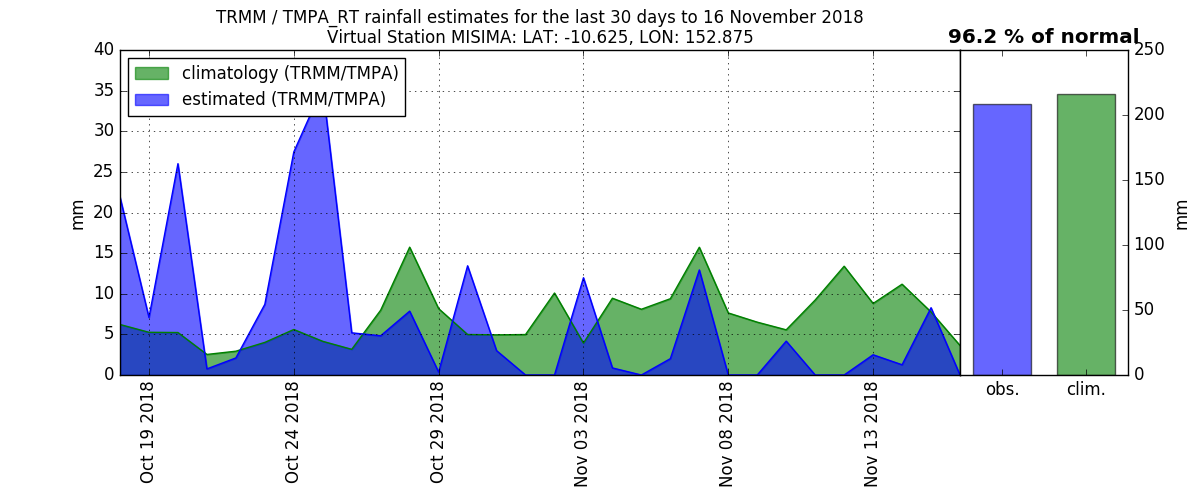 TRMM / TMPA_RT rainfall estimates for the last 30 days to 16 November 2018
Virtual Station MISIMA: LAT: -10.625, LON: 152.875
96.2 % of normal
climatology (TRMM/TMPA)
estimated (TRMM/TMPA)
40
35
30
25
20
15
10
5
0
mm
Oct 19 2018
Oct 24 2018
Oct 29 2018
Nov 03 2018
Nov 08 2018
Nov 13 2018
250
200
150
100
50
0
mm
obs.
clim.